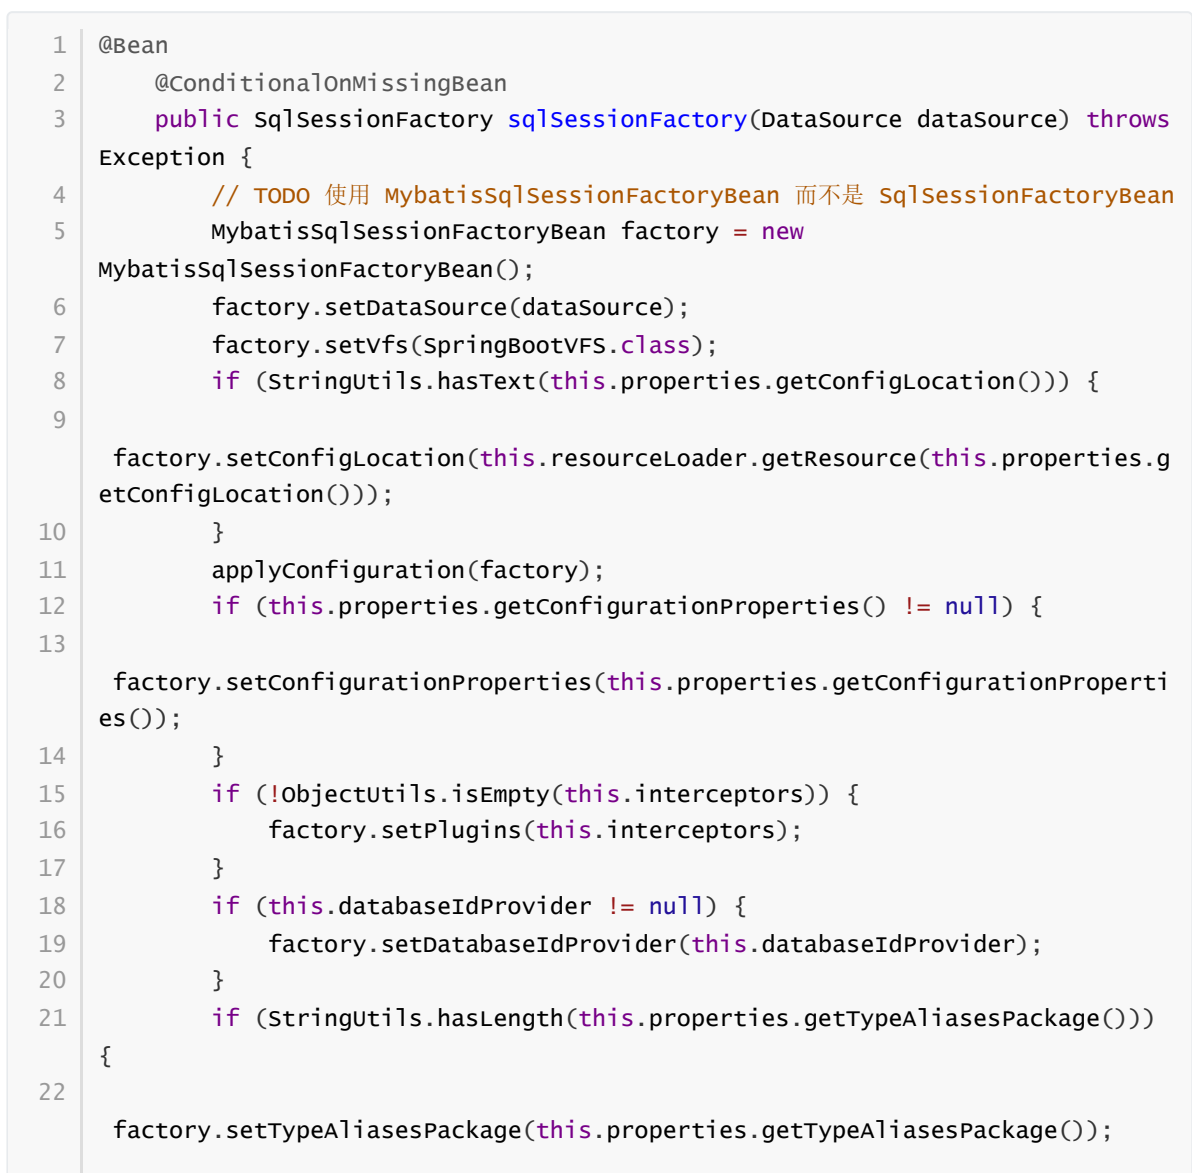 1 @Bean
2 @ConditionalOnMissingBean
3 public SqlSessionFactory sqlSessionFactory(DataSource dataSource) throws
Exception {
4 // TODO 使用 MybatisSqlSessionFactoryBean 而不是 SqlSessionFactoryBean
5 MybatisSqlSessionFactoryBean factory = new
MybatisSqlSessionFactoryBean();
6 factory.setDataSource(dataSource);
7 factory.setVfs(SpringBootVFS.class);
8 if (StringUtils.hasText(this.properties.getConfigLocation())) {
9
factory.setConfigLocation(this.resourceLoader.getResource(this.properties.g
etConfigLocation()));
10 }
11 applyConfiguration(factory);
12 if (this.properties.getConfigurationProperties() != null) {
13
factory.setConfigurationProperties(this.properties.getConfigurationProperti
es());
14 }
15 if (!ObjectUtils.isEmpty(this.interceptors)) {
16 factory.setPlugins(this.interceptors);
17 }
18 if (this.databaseIdProvider != null) {
19 factory.setDatabaseIdProvider(this.databaseIdProvider);
20 }
21 if (StringUtils.hasLength(this.properties.getTypeAliasesPackage()))
{
22
factory.setTypeAliasesPackage(this.properties.getTypeAliasesPackage());